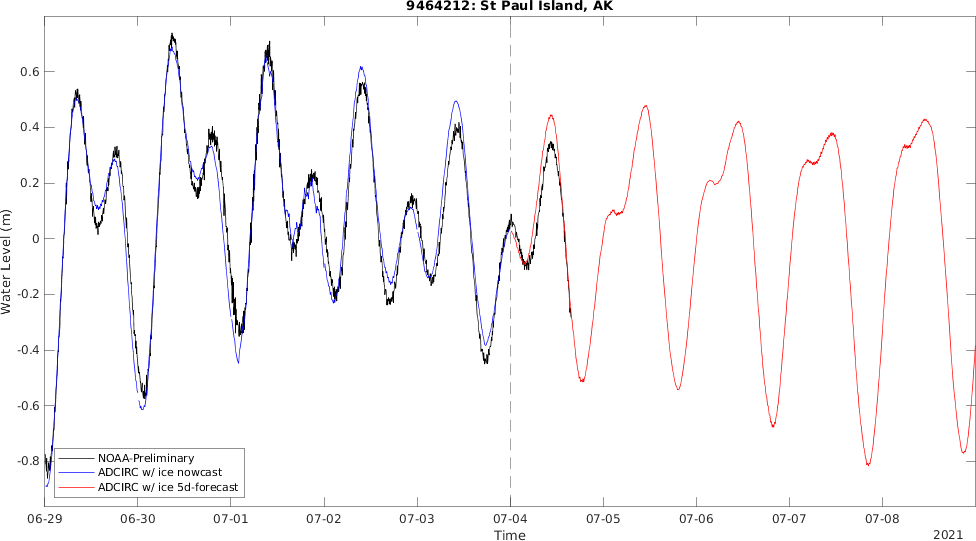 9464212: St Paul Island, AK
Water Level (m)
0.6
0.4
0.2
0
-0.2
-0.4
-0.6
-0.8
NOAA-Preliminary
ADCIRC w/ ice nowcast
ADCIRC w/ ice 5d-forecast
06-29 06-30 07-01 07-02 07-03 07-04 07-05 07-06 07-07 07-08
Time
2021